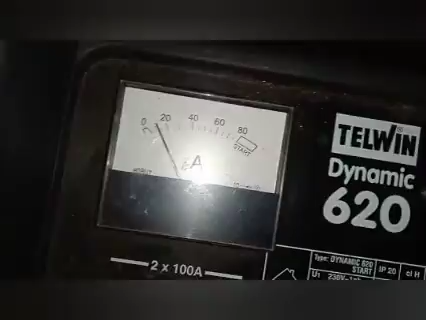 0 20 40 60 80
START
A
TELWIN
Dynamic
620
2 x 100A
Type: DYNAMIC 620
START
IP 20
cl H
U1 230V~1